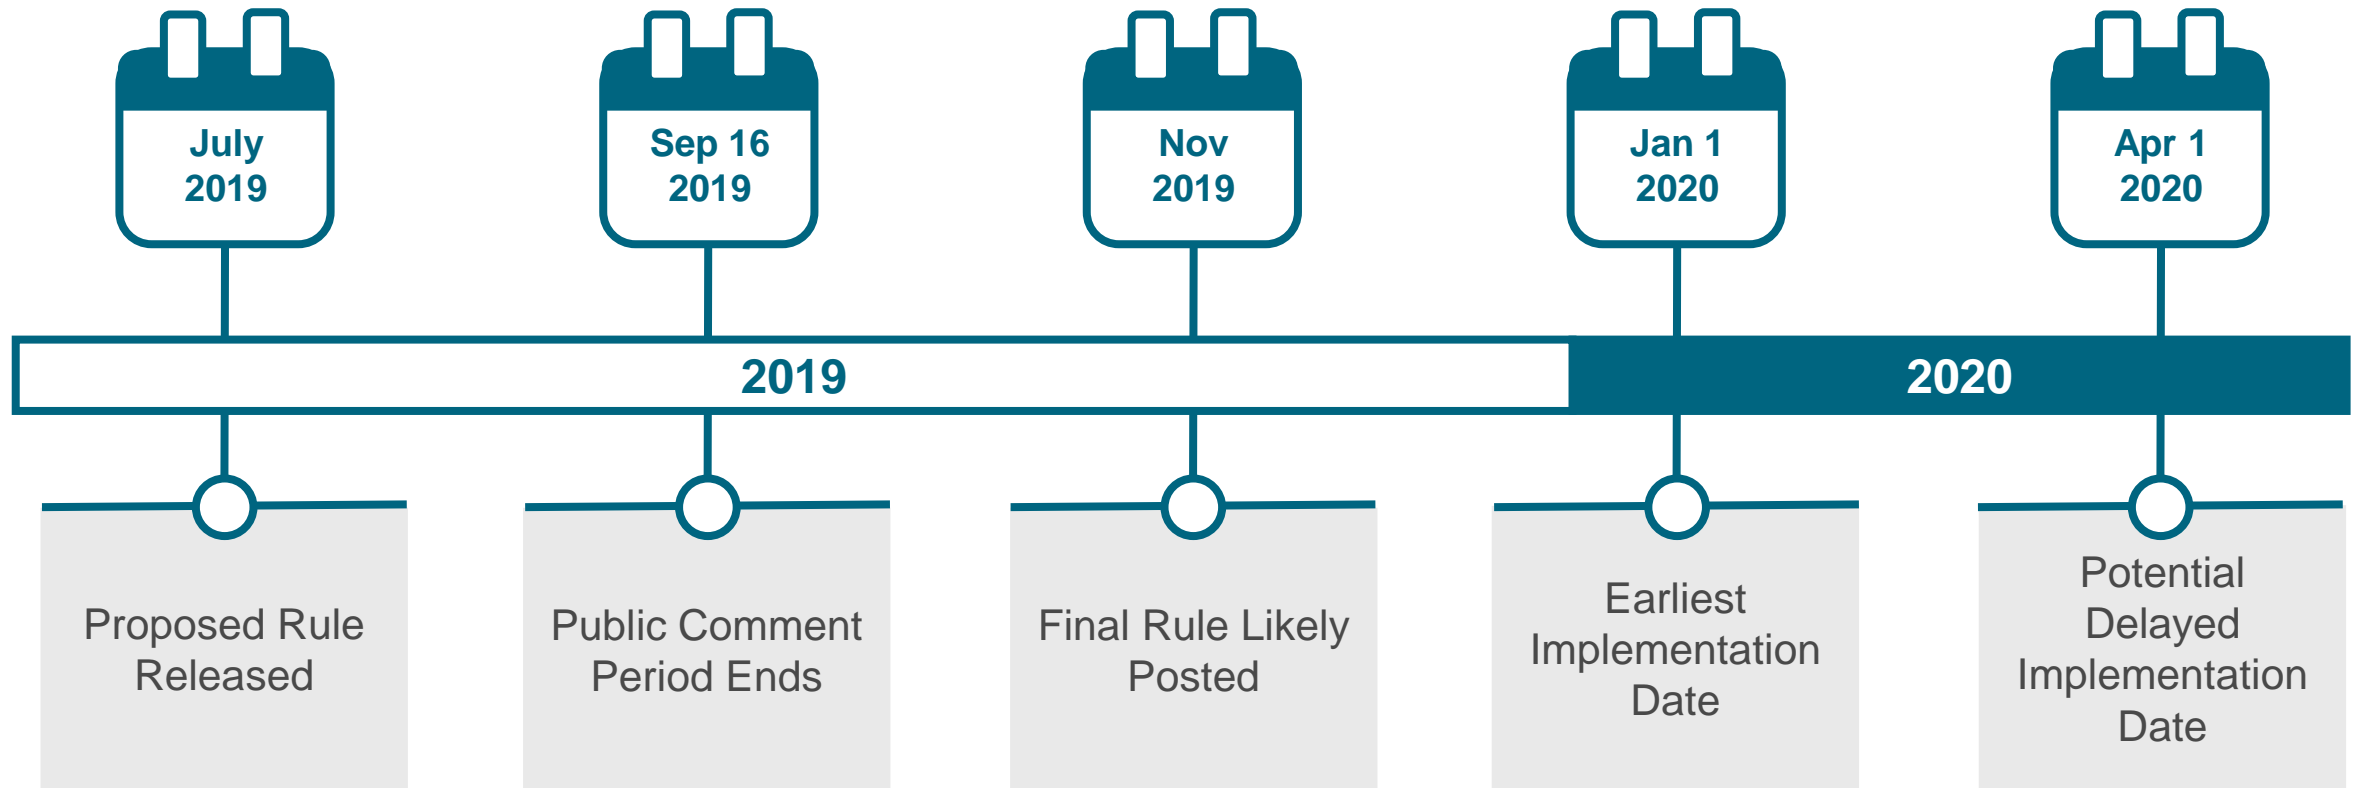 July
2019
Sep 16
2019
Nov
2019
Jan 1
2020
Apr 1
2020
2019
2020
Proposed Rule
Released
Public Comment
Period Ends
Final Rule Likely
Posted
Earliest
Implementation
Date
Potential
Delayed
Implementation
Date